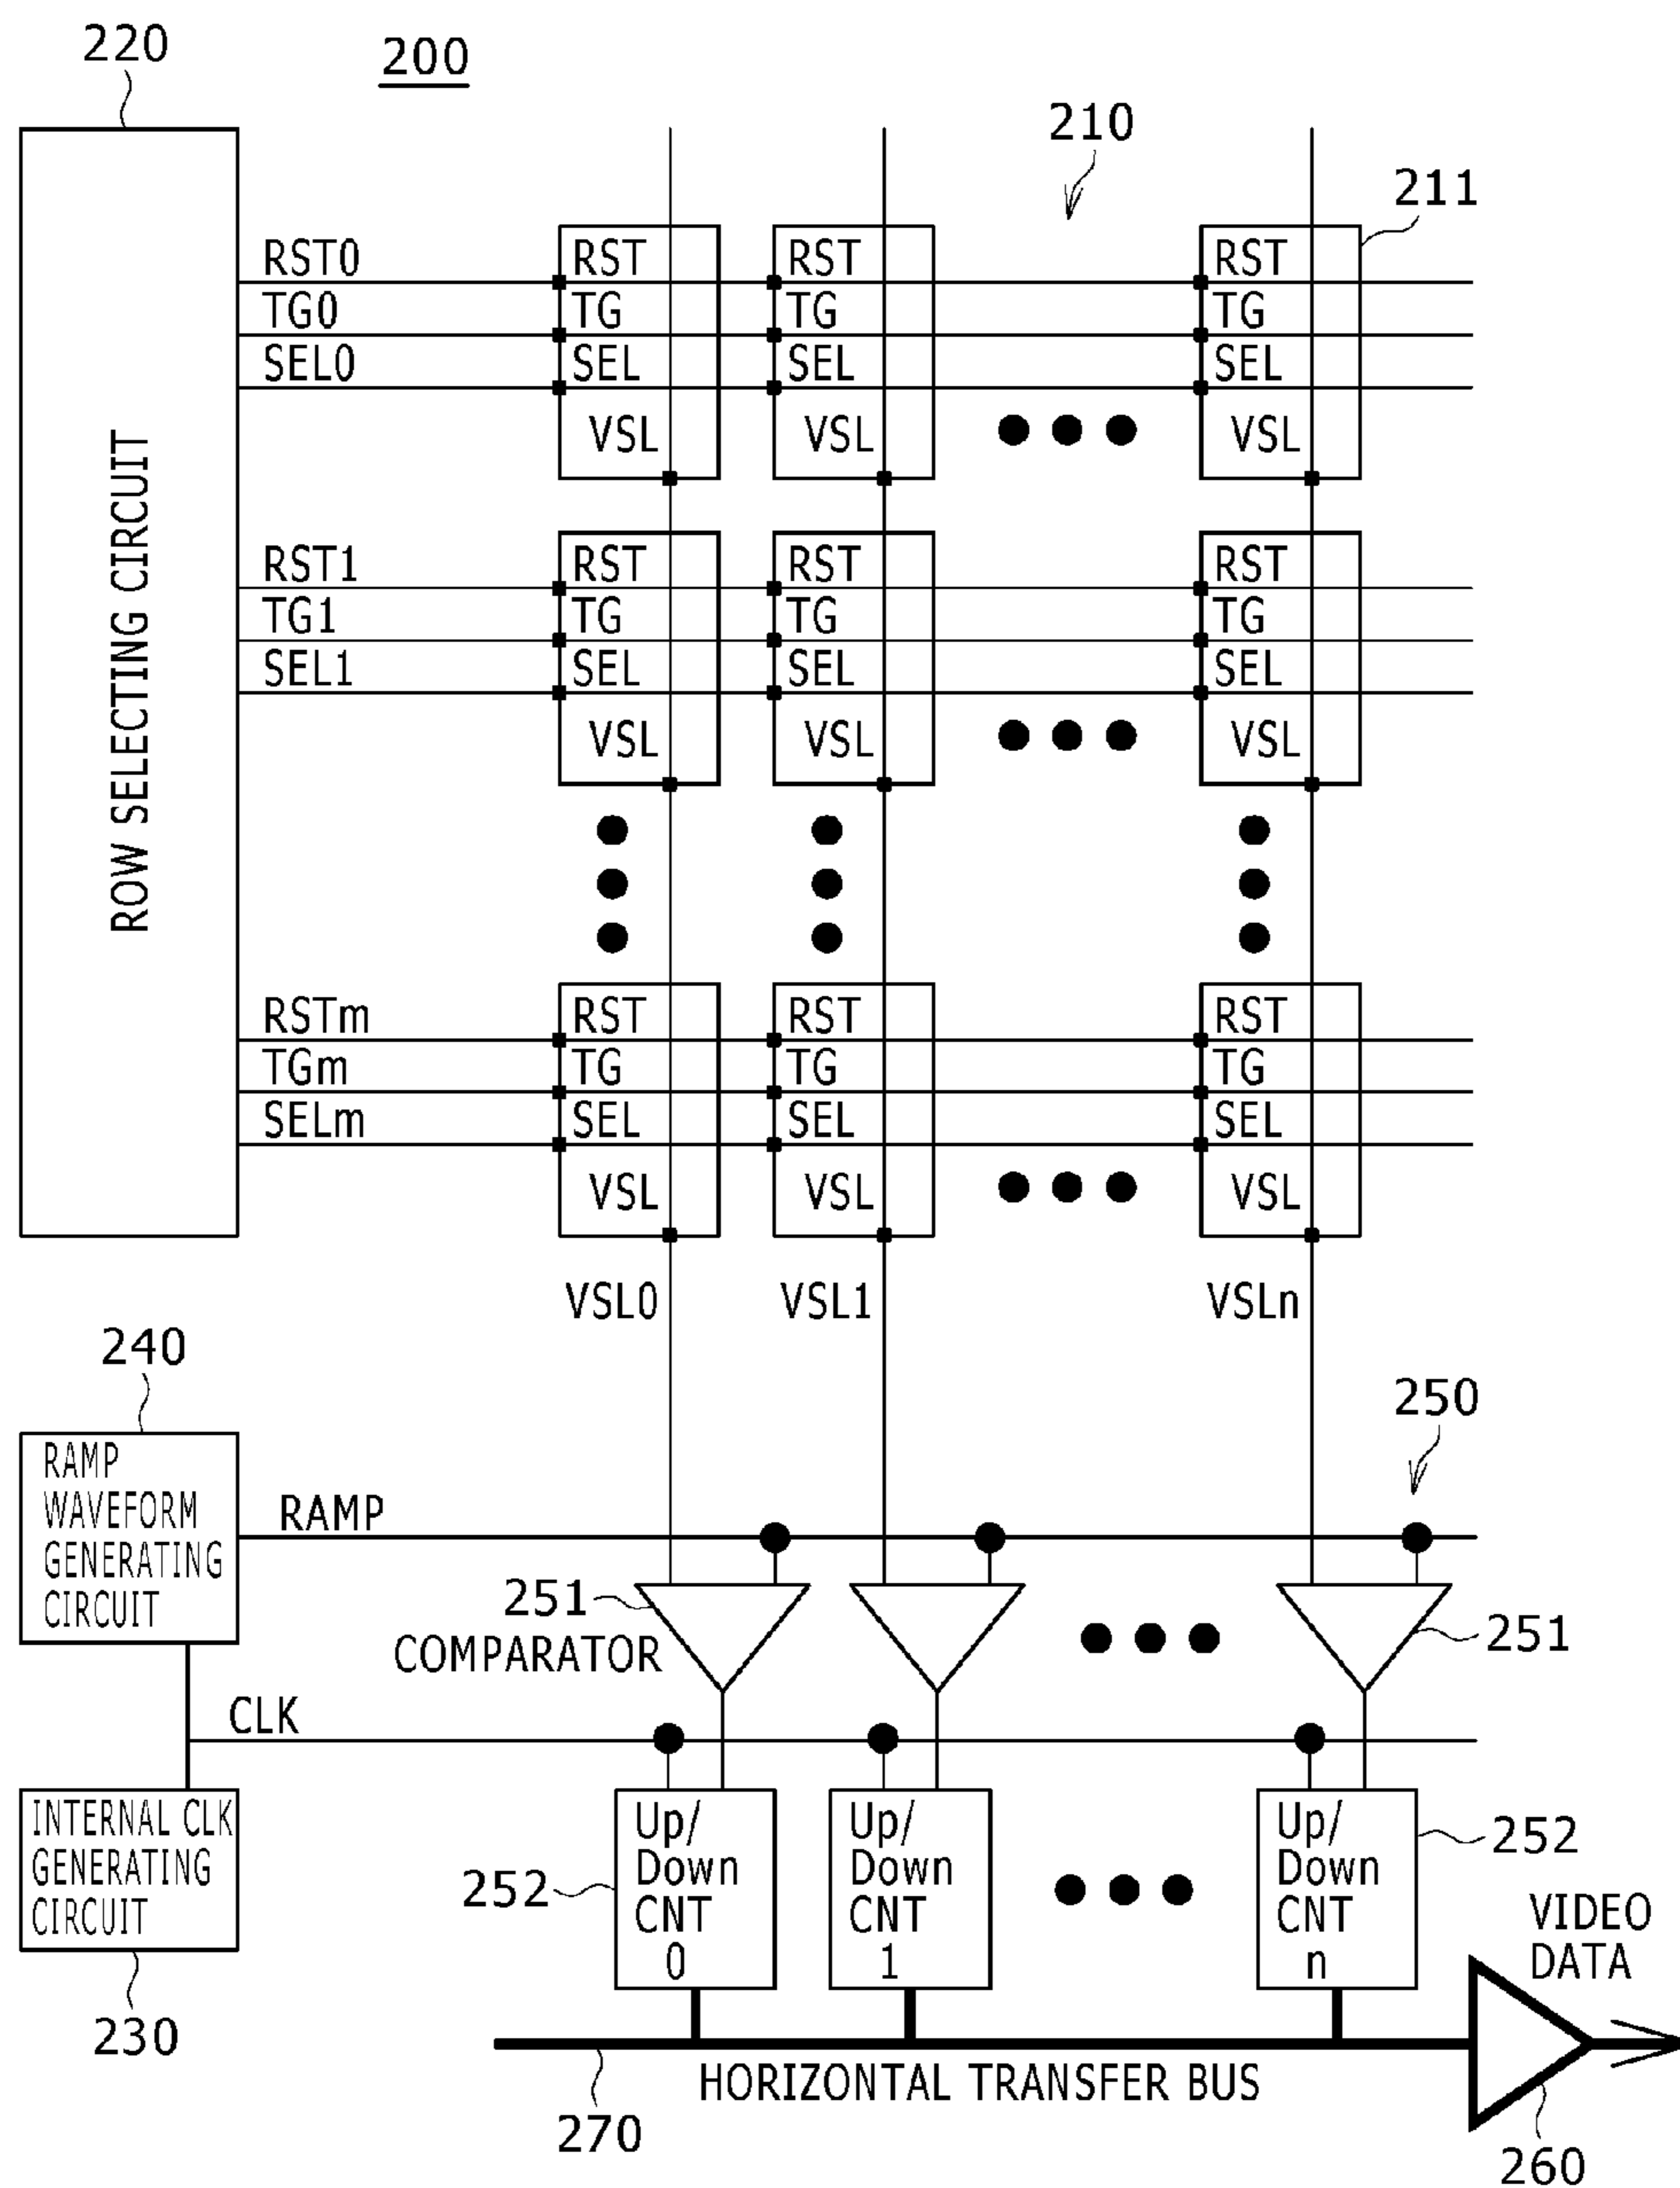 220
200
210
211
ROW SELECTING CIRCUIT
RST0
RST
RST
RST
TG0
TG
TG
TG
SEL0
SEL
SEL
SEL
VSL
VSL
VSL
RST1
RST
RST
RST
TG1
TG
TG
TG
SEL1
SEL
SEL
SEL
VSL
VSL
VSL
RSTm
RST
RST
RST
TGm
TG
TG
TG
SELm
SEL
SEL
SEL
VSL
VSL
VSL
VSL0
VSL1
VSLn
240
250
RAMP
WAVEFORM
GENERATING
CIRCUIT
RAMP
251
COMPARATOR
251
CLK
INTERNAL CLK
GENERATING
CIRCUIT
230
252
Up/
Down
CNT
0
Up/
Down
CNT
1
Up/
Down
CNT
n
252
VIDEO
DATA
HORIZONTAL TRANSFER BUS
270
260